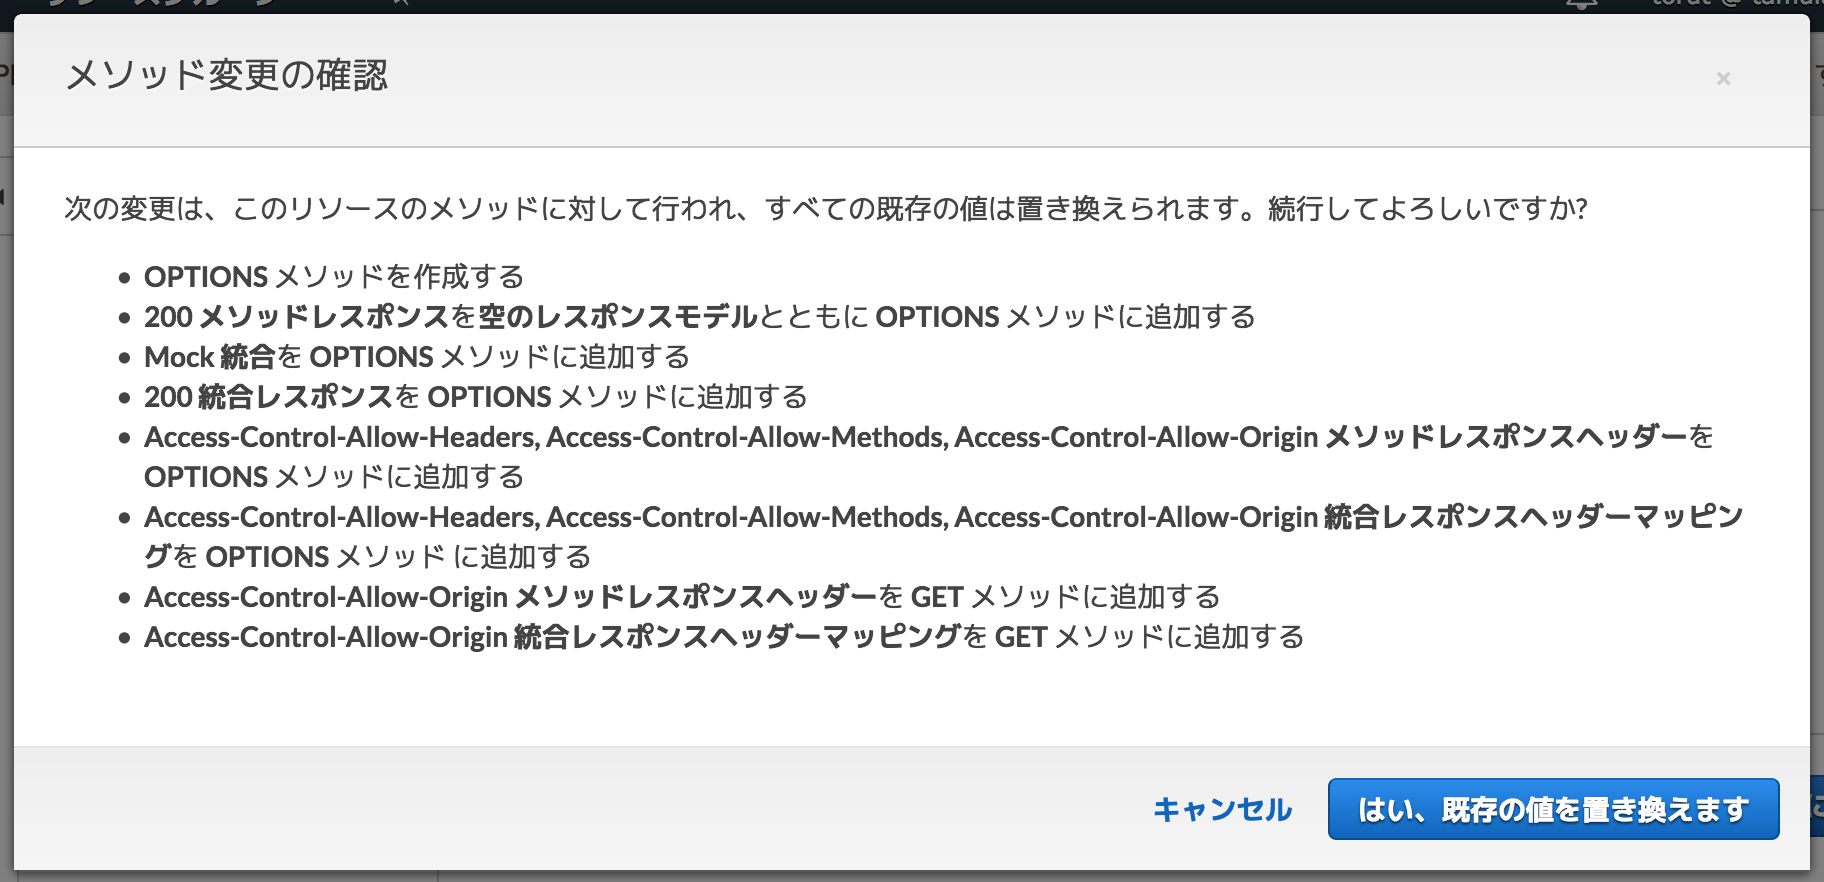 メソッド変更の確認
×
次の変更は、このリソースのメソッドに対して行われ、すべての既存の値は置き換えられます。続行してよろしいですか?
• OPTIONS メソッドを作成する
• 200 メソッドレスポンスを空のレスポンスモデルとともに OPTIONS メソッドに追加する
• Mock 統合を OPTIONS メソッドに追加する
• 200 統合レスポンスを OPTIONS メソッドに追加する
• Access-Control-Allow-Headers, Access-Control-Allow-Methods, Access-Control-Allow-Origin メソッドレスポンスヘッダーを
OPTIONS メソッドに追加する
• Access-Control-Allow-Headers, Access-Control-Allow-Methods, Access-Control-Allow-Origin 統合レスポンスヘッダーマッピン
グを OPTIONS メソッド に追加する
• Access-Control-Allow-Origin メソッドレスポンスヘッダーを GET メソッドに追加する
• Access-Control-Allow-Origin 統合レスポンスヘッダーマッピングを GET メソッドに追加する
キャンセル
はい、既存の値を置き換えます